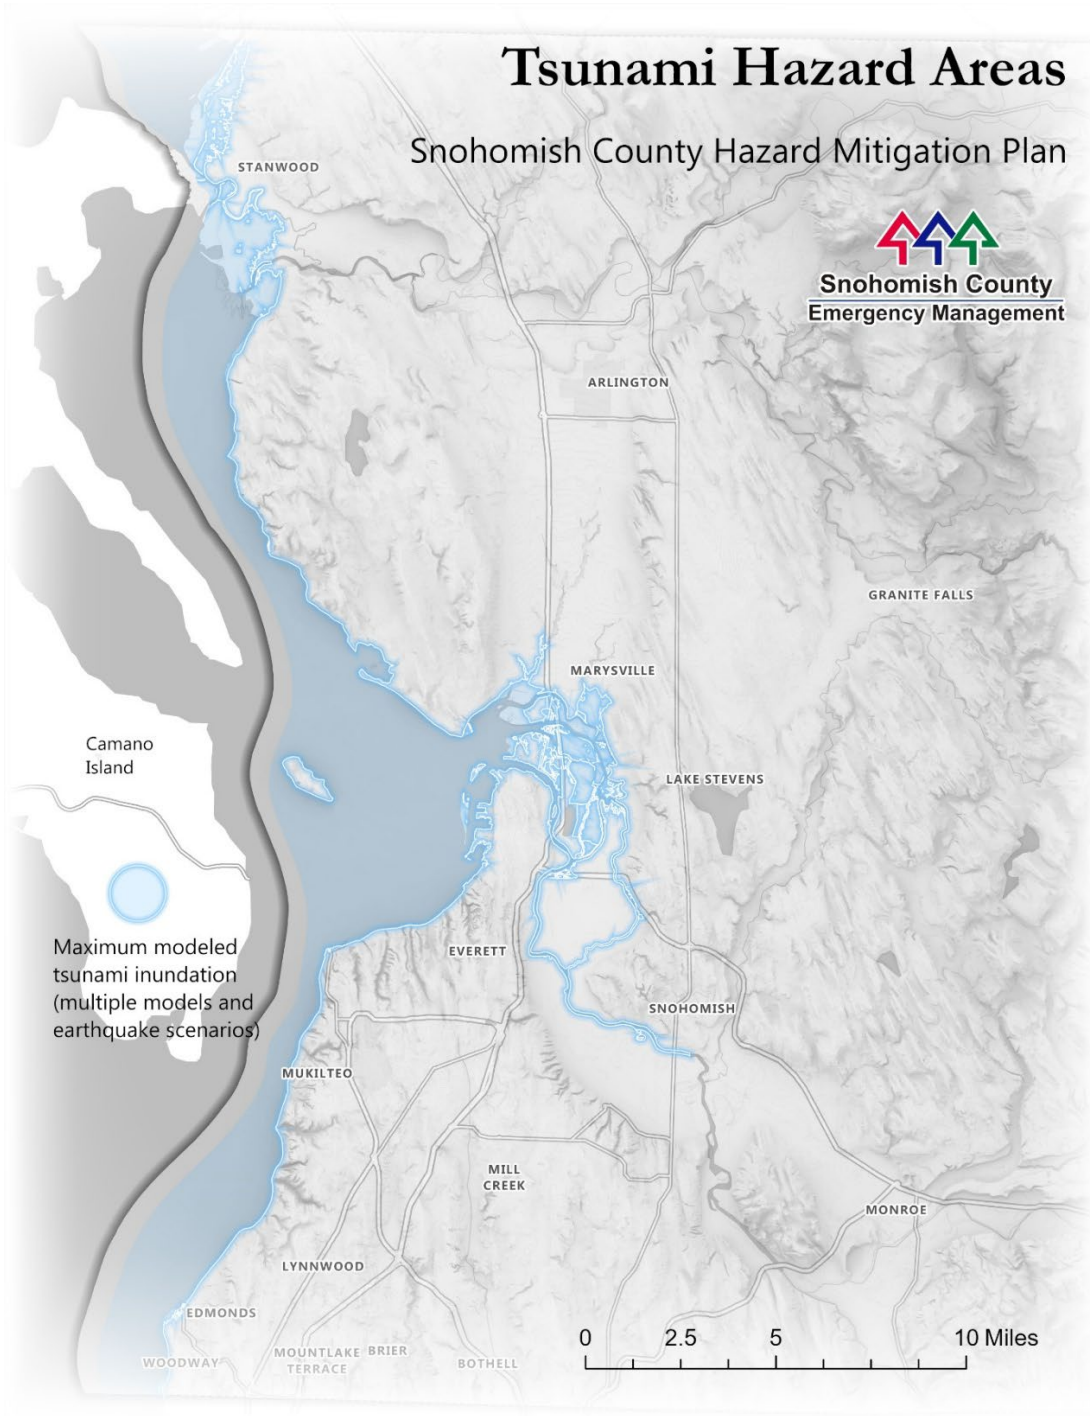 Tsunami Hazard Areas
Snohomish County Hazard Mitigation Plan
STANWOOD
Snohomish County
Emergency Management
ARLINGTON
GRANITE FALLS
MARYSVILLE
Camano
Island
LAKE STEVENS
Maximum modeled
tsunami inundation
(multiple models and
earthquake scenarios)
EVERETT
SNOHOMISH
MUKILTEO
MILL
CREEK
MONROE
LYNNWOOD
EDMONDS
WOODWAY
MOUNTLAKE
TERRACE
BRIER
BOTHELL
0 2.5 5 10 Miles